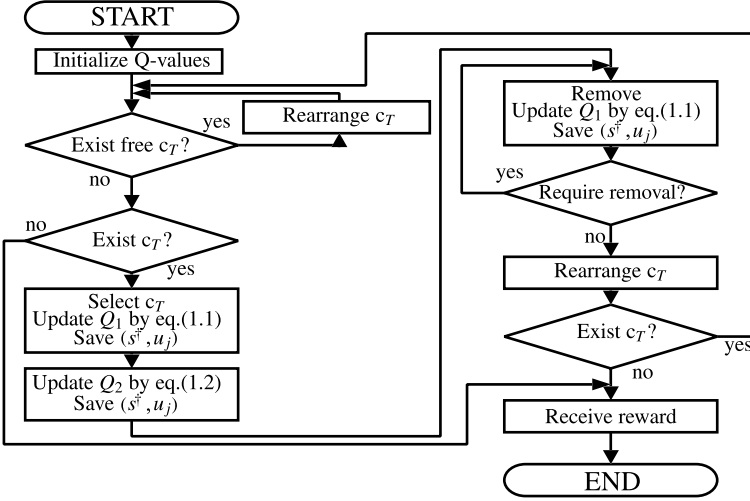 START
Initialize Q-values
Exist free c_T?
yes
Rearrange c_T
no
Exist c_T?
no
yes
Select c_T
Update Q_1 by eq.(1.1)
Save (s^†, u_j)
Update Q_2 by eq.(1.2)
Save (s^†, u_j)
Remove
Update Q_1 by eq.(1.1)
Save (s^†, u_j)
Require removal?
yes
no
Rearrange c_T
Exist c_T?
yes
no
Receive reward
END